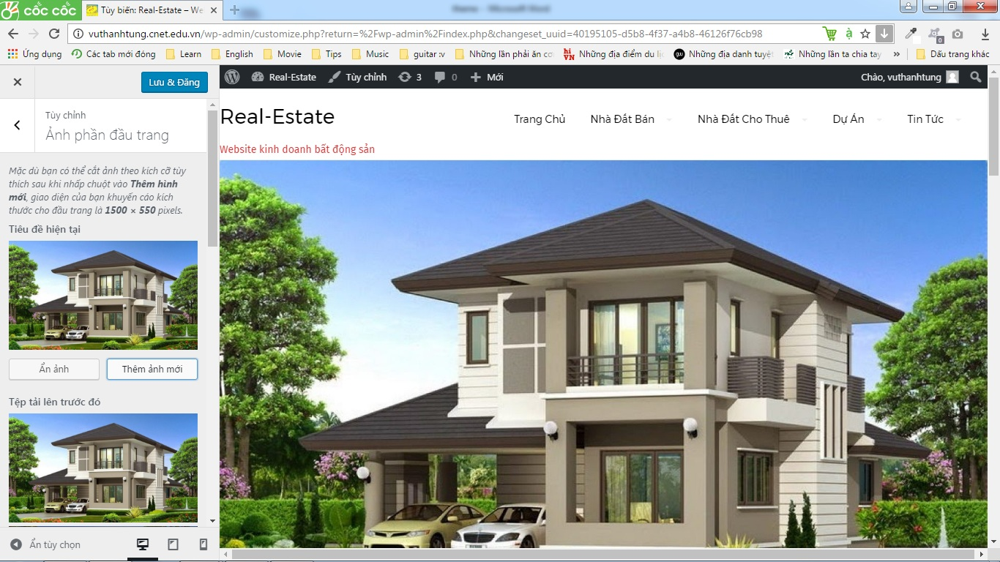 cốc cốc
Tùy biến: Real-Estate – We
vuthanhtung.cnet.edu.vn/wp-admin/customize.php?return=%2Fwp-admin%2Findex.php&changeset_uuid=40195105-d5b8-4f37-a4b8-46126f76cb98
à
0
Ứng dụng
Các tab mới đóng
Learn
English
Movie
Tips
Music
guitar :v
Những lần phải ăn cơ
Những địa điểm du lị
Những địa danh tuyệt
Những lần ta chia tay
»
Dấu trang khác
Lưu & Đăng
Real-Estate
Tùy chỉnh
3
0
Mới
Chào, vuthanhtung
Tùy chỉnh
Ảnh phần đầu trang
Mặc dù bạn có thể cắt ảnh theo kích cỡ tùy
thích sau khi nhấp chuột vào Thêm hình
mới, giao diện của bạn khuyến cáo kích
thước cho đầu trang là 1500 × 550 pixels.
Tiêu đề hiện tại
Ẩn ảnh
Thêm ảnh mới
Tệp tải lên trước đó
Ẩn tùy chọn
Real-Estate
Trang Chủ
Nhà Đất Bán
Nhà Đất Cho Thuê
Dự Án
Tin Tức
Website kinh doanh bất động sản